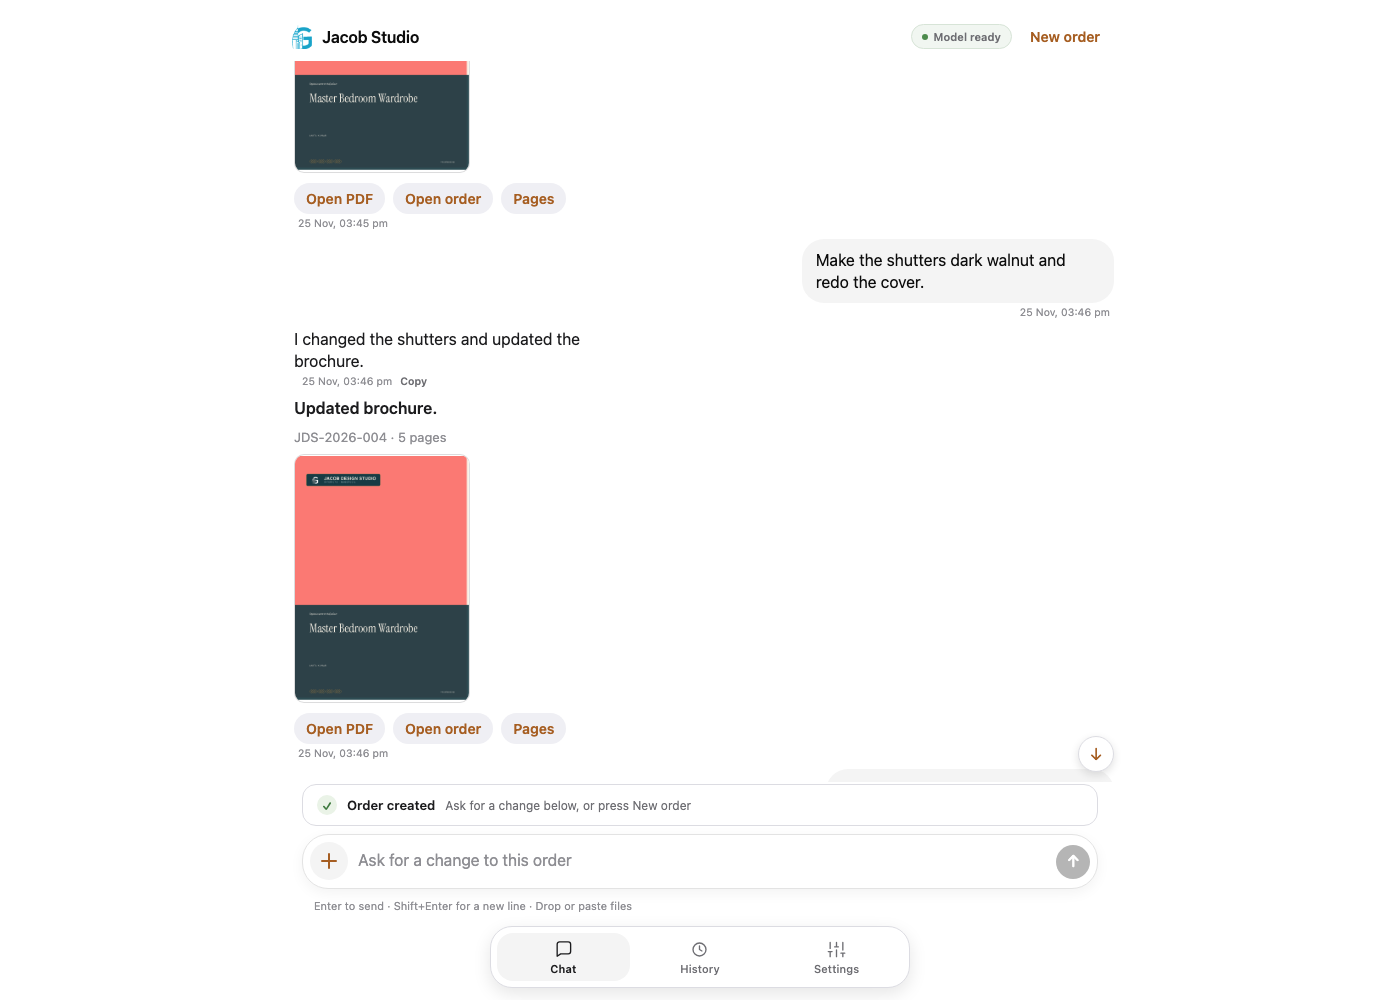 Jacob Studio
Model ready
New order
Master Bedroom Wardrobe
Open PDF
Open order
Pages
25 Nov, 03:45 pm
Make the shutters dark walnut and
redo the cover.
25 Nov, 03:46 pm
I changed the shutters and updated the
brochure.
25 Nov, 03:46 pm Copy
Updated brochure.
JDS-2026-004 · 5 pages
JACOB DESIGN STUDIO
Master Bedroom Wardrobe
Open PDF
Open order
Pages
25 Nov, 03:46 pm
Order created Ask for a change below, or press New order
Ask for a change to this order
Enter to send · Shift+Enter for a new line · Drop or paste files
Chat
History
Settings